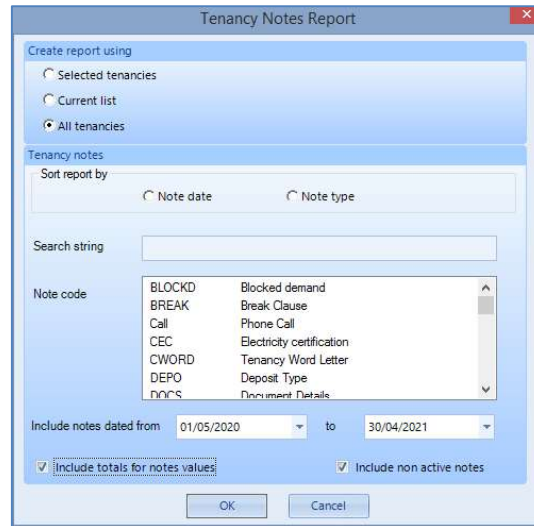 Tenancy Notes Report
Create report using
Selected tenancies
Current list
All tenancies
Tenancy notes
Sort report by
Note date Note type
Search string
Note code
BLOCKD Blocked demand
BREAK Break Clause
Call Phone Call
CEC Electricity certification
CWORD Tenancy Word Letter
DEPO Deposit Type
DOCS Document Details
Include notes dated from 01/05/2020 to 30/04/2021
Include totals for notes values Include non active notes
OK Cancel